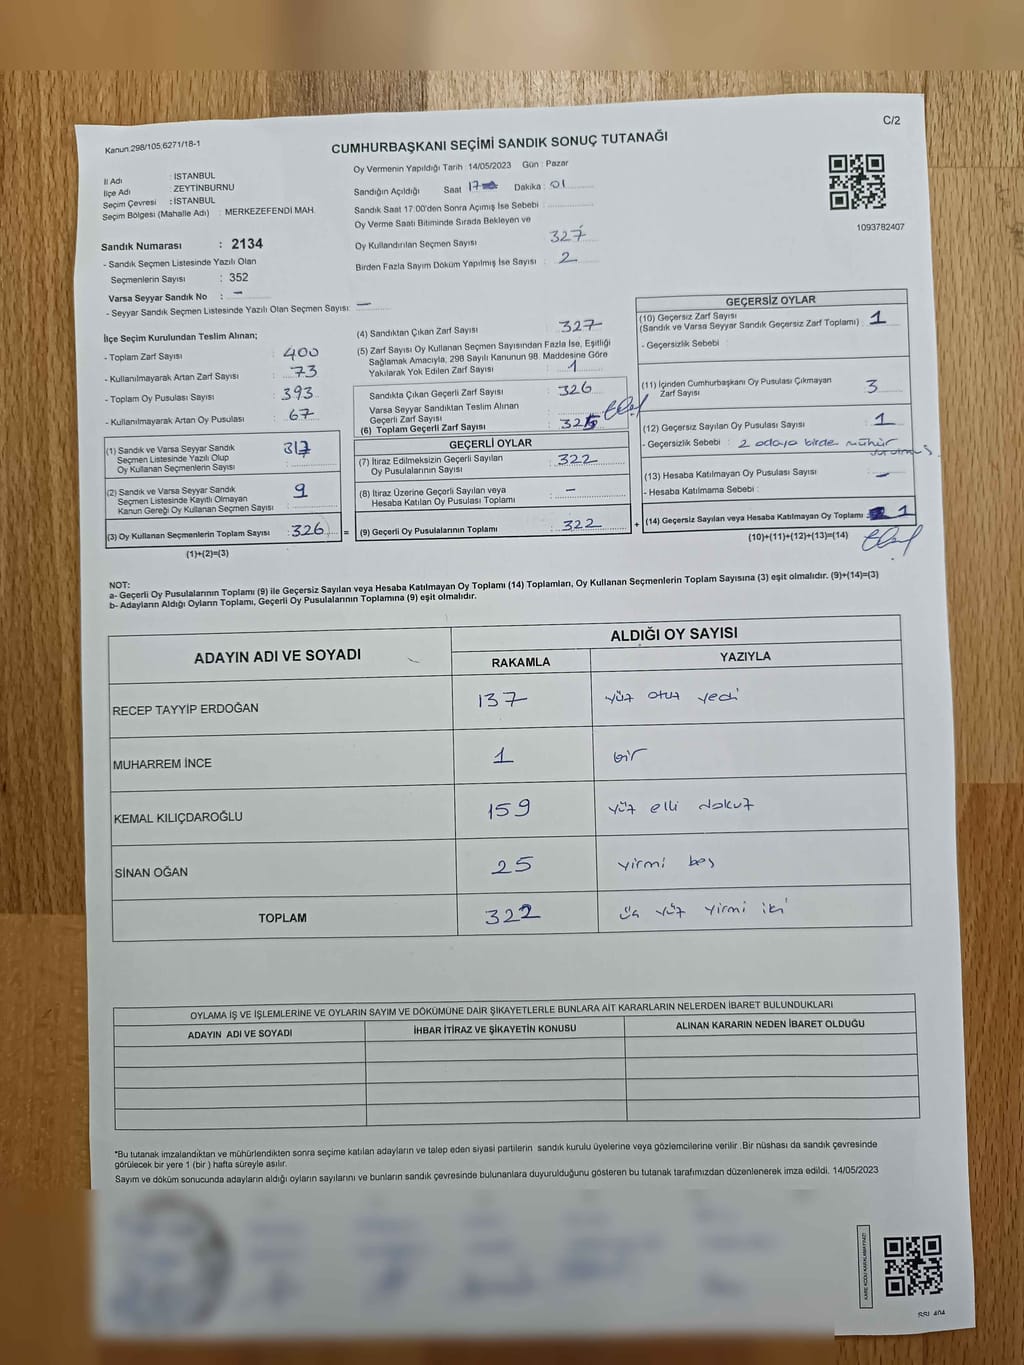 C/2
Kanun.298/105,6271/18-1
CUMHURBAŞKANI SEÇİMİ SANDIK SONUÇ TUTANAĞI
İl Adı : İSTANBUL
İlçe Adı : ZEYTİNBURNU
Seçim Çevresi : İSTANBUL
Seçim Bölgesi (Mahalle Adı) : MERKEZEFENDİ MAH.
Sandık Numarası : 2134
- Sandık Seçmen Listesinde Yazılı Olan
Seçmenlerin Sayısı : 352
Varsa Seyyar Sandık No : -
- Seyyar Sandık Seçmen Listesinde Yazılı Olan Seçmen Sayısı: -
Oy Vermenin Yapıldığı Tarih :14/05/2023 Gün : Pazar
Sandığın Açıldığı Saat 17 Dakika : 01
Sandık Saat 17:00'den Sonra Açımış İse Sebebi :
Oy Verme Saati Bitiminde Sırada Bekleyen ve
Oy Kullandırılan Seçmen Sayısı 327
Birden Fazla Sayım Döküm Yapılmış İse Sayısı : 2
1093782407
İlçe Seçim Kurulundan Teslim Alınan;
- Toplam Zarf Sayısı : 400
- Kullanılmayarak Artan Zarf Sayısı : 73
- Toplam Oy Pusulası Sayısı : 393
- Kullanılmayarak Artan Oy Pusulası : 67
(1) Sandık ve Varsa Seyyar Sandık
Seçmen Listesinde Yazılı Olup
Oy Kullanan Seçmenlerin Sayısı : 317
(2) Sandık ve Varsa Seyyar Sandık
Seçmen Listesinde Kayıtlı Olmayan
Kanun Gereği Oy Kullanan Seçmen Sayısı : 9
(3) Oy Kullanan Seçmenlerin Toplam Sayısı : 326 =
(1)+(2)=(3)
(4) Sandıktan Çıkan Zarf Sayısı : 327
(5) Zarf Sayısı Oy Kullanan Seçmen Sayısından Fazla İse, Eşitliği
Sağlamak Amacıyla; 298 Sayılı Kanunun 98. Maddesine Göre
Yakılarak Yok Edilen Zarf Sayısı : 1
Sandıkta Çıkan Geçerli Zarf Sayısı : 326
Varsa Seyyar Sandıktan Teslim Alınan
Geçerli Zarf Sayısı :
(6) Toplam Geçerli Zarf Sayısı :
GEÇERLİ OYLAR
(7) İtiraz Edilmeksizin Geçerli Sayılan
Oy Pusulalarının Sayısı : 322
(8) İtiraz Üzerine Geçerli Sayılan veya
Hesaba Katılan Oy Pusulası Toplamı : -
(9) Geçerli Oy Pusulalarının Toplamı : 322 +
GEÇERSİZ OYLAR
(10) Geçersiz Zarf Sayısı
(Sandık ve Varsa Seyyar Sandık Geçersiz Zarf Toplamı) : 1
- Geçersizlik Sebebi :
(11) İçinden Cumhurbaşkanı Oy Pusulası Çıkmayan
Zarf Sayısı : 3
(12) Geçersiz Sayılan Oy Pusulası Sayısı : 1
- Geçersizlik Sebebi : 2 adaya birde mühür
vurulmuş.
(13) Hesaba Katılmayan Oy Pusulası Sayısı : -
- Hesaba Katılmama Sebebi :
(14) Geçersiz Sayılan veya Hesaba Katılmayan Oy Toplamı : 1
(10)+(11)+(12)+(13)=(14)
NOT:
a- Geçerli Oy Pusulalarının Toplamı (9) ile Geçersiz Sayılan veya Hesaba Katılmayan Oy Toplamı (14) Toplamları, Oy Kullanan Seçmenlerin Toplam Sayısına (3) eşit olmalıdır. (9)+(14)=(3)
b- Adayların Aldığı Oyların Toplamı, Geçerli Oy Pusulalarının Toplamına (9) eşit olmalıdır.
ADAYIN ADI VE SOYADI ALDIĞI OY SAYISI
RAKAMLA YAZIYLA
RECEP TAYYİP ERDOĞAN 137 yüz otuz yedi
MUHARREM İNCE 1 bir
KEMAL KILIÇDAROĞLU 159 yüz elli dokuz
SİNAN OĞAN 25 yirmi beş
TOPLAM 322 üç yüz yirmi iki
OYLAMA İŞ VE İŞLEMLERİNE VE OYLARIN SAYIM VE DÖKÜMÜNE DAİR ŞİKAYETLERLE BUNLARA AİT KARARLARIN NELERDEN İBARET BULUNDUKLARI
ADAYIN ADI VE SOYADI İHBAR İTİRAZ VE ŞİKAYETİN KONUSU ALINAN KARARIN NEDEN İBARET OLDUĞU
*Bu tutanak imzalandıktan ve mühürlendikten sonra seçime katılan adayların ve talep eden siyasi partilerin sandık kurulu üyelerine veya gözlemcilerine verilir .Bir nüshası da sandık çevresinde
görülecek bir yere 1 (bir ) hafta süreyle asılır.
Sayım ve döküm sonucunda adayların aldığı oyların sayılarını ve bunların sandık çevresinde bulunanlara duyurulduğunu gösteren bu tutanak tarafımızdan düzenlenerek imza edildi. 14/05/2023
KARE KODU KARALAMAYINIZ!
SSI_404